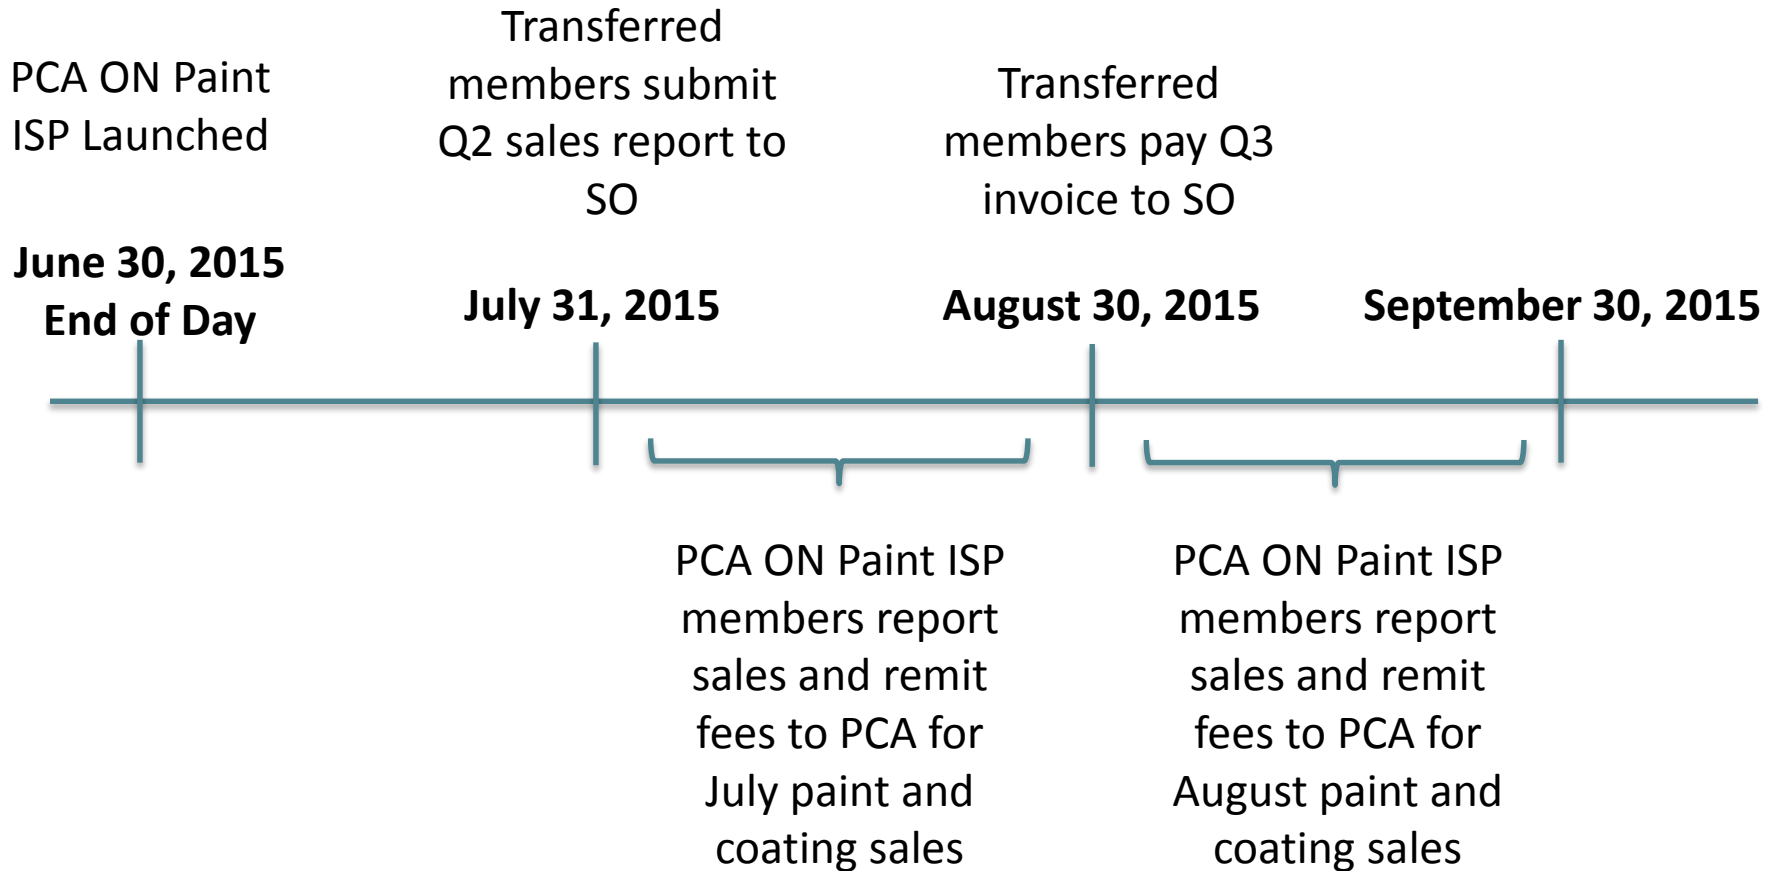 PCA ON Paint
ISP Launched
June 30, 2015
End of Day
Transferred
members submit
Q2 sales report to
SO
July 31, 2015
Transferred
members pay Q3
invoice to SO
August 30, 2015
September 30, 2015
PCA ON Paint ISP
members report
sales and remit
fees to PCA for
July paint and
coating sales
PCA ON Paint ISP
members report
sales and remit
fees to PCA for
August paint and
coating sales